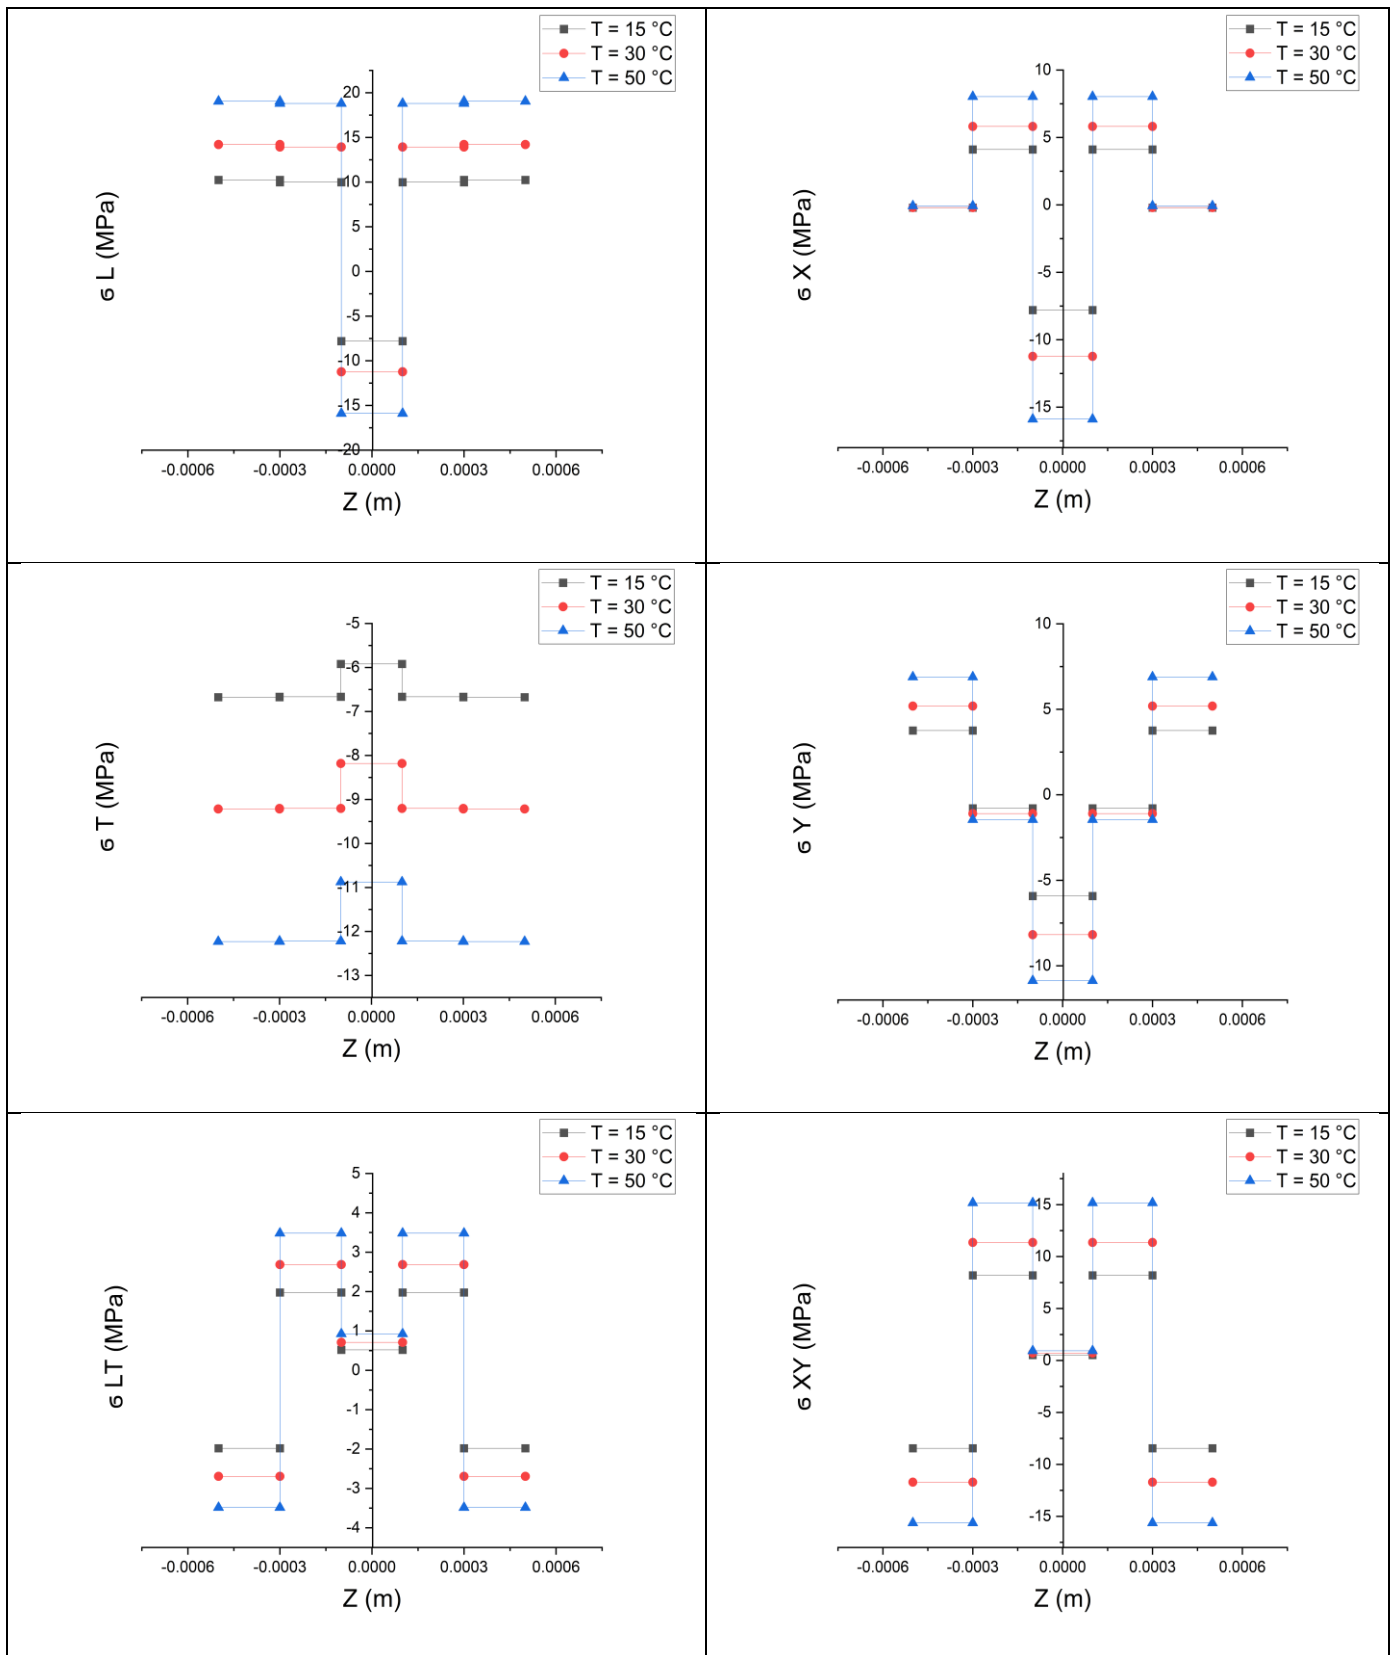 T = 15 °C
T = 30 °C
T = 50 °C
20
15
10
5
0
-5
-10
-15
-20
ϭ L (MPa)
-0.0006 -0.0003 0.0000 0.0003 0.0006
Z (m)
T = 15 °C
T = 30 °C
T = 50 °C
10
5
0
-5
-10
-15
ϭ X (MPa)
-0.0006 -0.0003 0.0000 0.0003 0.0006
Z (m)
T = 15 °C
T = 30 °C
T = 50 °C
-5
-6
-7
-8
-9
-10
-11
-12
-13
ϭ T (MPa)
-0.0006 -0.0003 0.0000 0.0003 0.0006
Z (m)
T = 15 °C
T = 30 °C
T = 50 °C
10
5
0
-5
-10
ϭ Y (MPa)
-0.0006 -0.0003 0.0000 0.0003 0.0006
Z (m)
T = 15 °C
T = 30 °C
T = 50 °C
5
4
3
2
1
0
-1
-2
-3
-4
ϭ LT (MPa)
-0.0006 -0.0003 0.0000 0.0003 0.0006
Z (m)
T = 15 °C
T = 30 °C
T = 50 °C
15
10
5
0
-5
-10
-15
ϭ XY (MPa)
-0.0006 -0.0003 0.0000 0.0003 0.0006
Z (m)